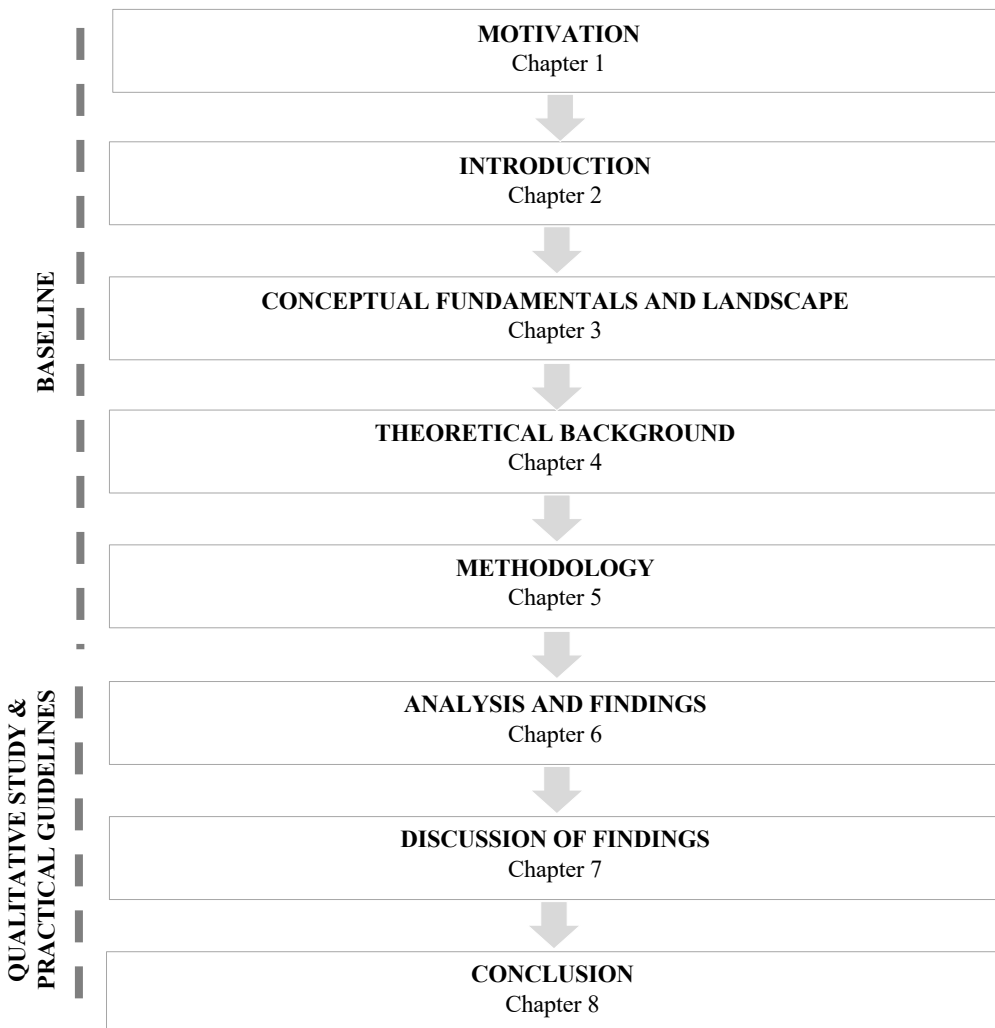 MOTIVATION
Chapter 1
INTRODUCTION
Chapter 2
CONCEPTUAL FUNDAMENTALS AND LANDSCAPE
Chapter 3
BASELINE
THEORETICAL BACKGROUND
Chapter 4
METHODOLOGY
Chapter 5
ANALYSIS AND FINDINGS
Chapter 6
QUALITATIVE STUDY &
PRACTICAL GUIDELINES
DISCUSSION OF FINDINGS
Chapter 7
CONCLUSION
Chapter 8